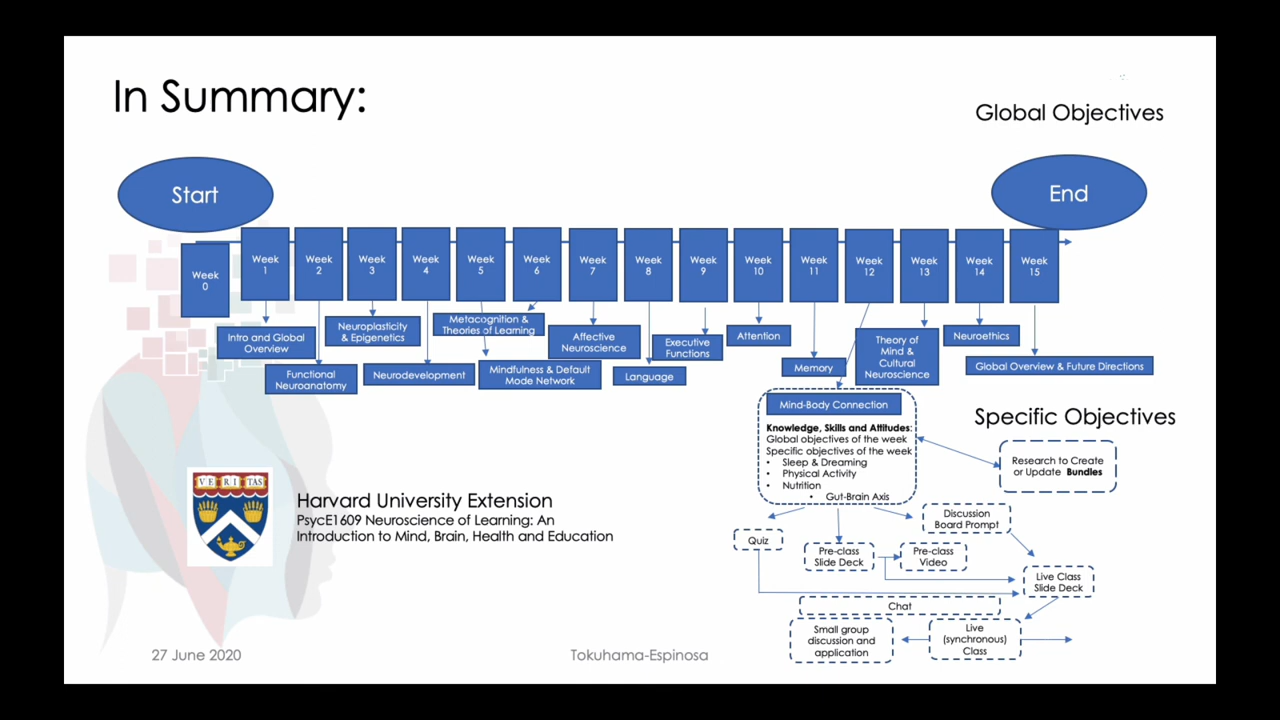 In Summary:
Global Objectives
Start
End
Week
0
Week
1
Week
2
Week
3
Week
4
Week
5
Week
6
Week
7
Week
8
Week
9
Week
10
Week
11
Week
12
Week
13
Week
14
Week
15
Intro and Global
Overview
Functional
Neuroanatomy
Neuroplasticity
& Epigenetics
Neurodevelopment
Metacognition &
Theories of Learning
Mindfulness & Default
Mode Network
Affective
Neuroscience
Language
Executive
Functions
Attention
Memory
Theory of
Mind &
Cultural
Neuroscience
Neuroethics
Global Overview & Future Directions
Mind-Body Connection
Knowledge, Skills and Attitudes:
Global objectives of the week
Specific objectives of the week
• Sleep & Dreaming
• Physical Activity
• Nutrition
• Gut-Brain Axis
Specific Objectives
Research to Create
or Update Bundles
Discussion
Board Prompt
Quiz
Pre-class
Slide Deck
Pre-class
Video
Live Class
Slide Deck
Chat
Small group
discussion and
application
Live
(synchronous)
Class
VE RI TAS
Harvard University Extension
PsycE1609 Neuroscience of Learning: An
Introduction to Mind, Brain, Health and Education
27 June 2020
Tokuhama-Espinosa